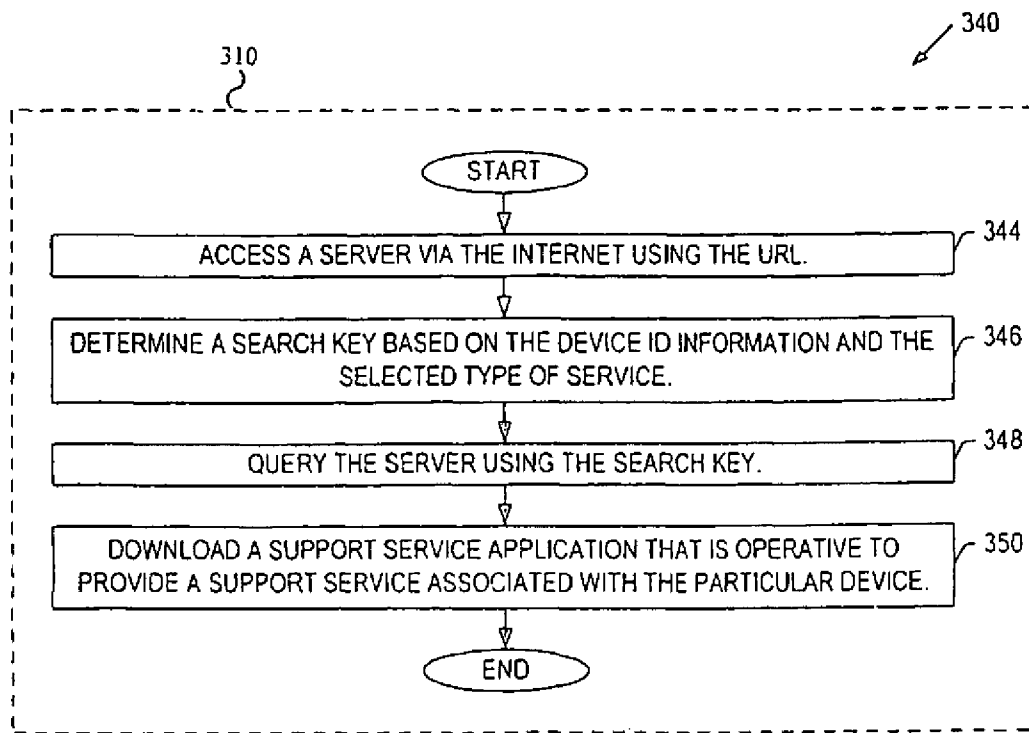 340
310
START
ACCESS A SERVER VIA THE INTERNET USING THE URL.
344
DETERMINE A SEARCH KEY BASED ON THE DEVICE ID INFORMATION AND THE
SELECTED TYPE OF SERVICE.
346
QUERY THE SERVER USING THE SEARCH KEY.
348
DOWNLOAD A SUPPORT SERVICE APPLICATION THAT IS OPERATIVE TO
PROVIDE A SUPPORT SERVICE ASSOCIATED WITH THE PARTICULAR DEVICE.
350
END